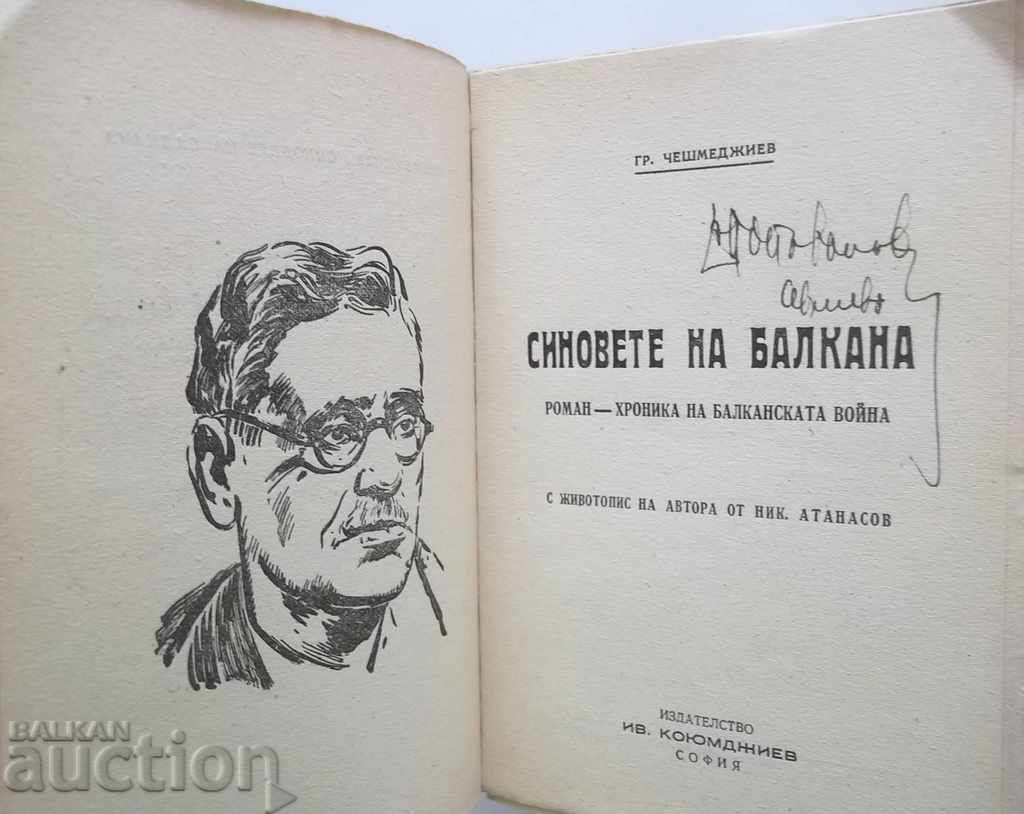 ГР. ЧЕШМЕДЖИЕВ
СИНОВЕТЕ НА БАЛКАНА
РОМАН — ХРОНИКА НА БАЛКАНСКАТА ВОЙНА
С ЖИВОТОПИС НА АВТОРА ОТ НИК. АТАНАСОВ
ИЗДАТЕЛСТВО
ИВ. КОЮМДЖИЕВ
СОФИЯ
BALKAN
auction